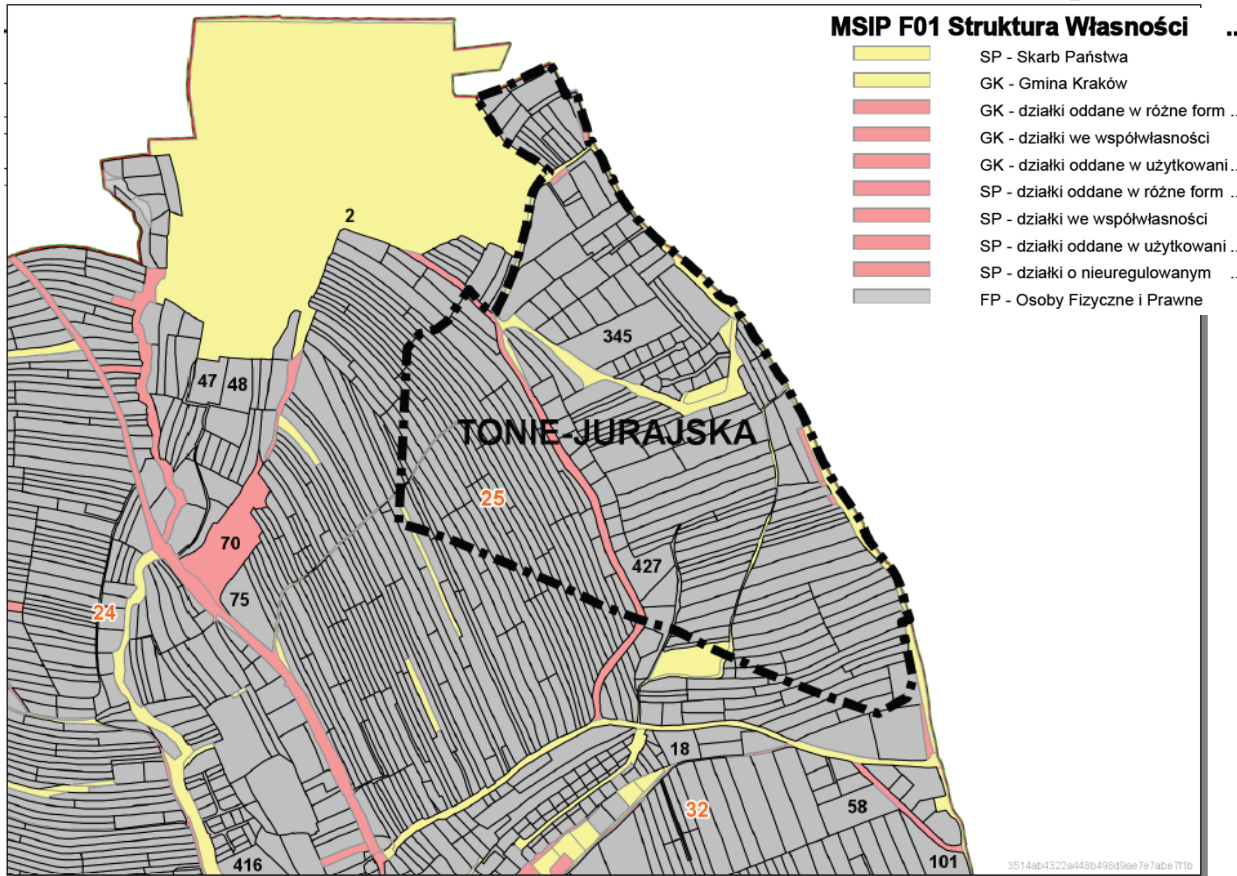 MSIP F01 Struktura Własności ..
SP - Skarb Państwa
GK - Gmina Kraków
GK - działki oddane w różne form ..
GK - działki we współwłasności
GK - działki oddane w użytkowani ..
SP - działki oddane w różne form ..
SP - działki we współwłasności
SP - działki oddane w użytkowani ..
SP - działki o nieuregulowanym ..
FP - Osoby Fizyczne i Prawne
2
345
47 48
TONIE-JURAJSKA
25
70
427
75
24
18
32
58
416
101